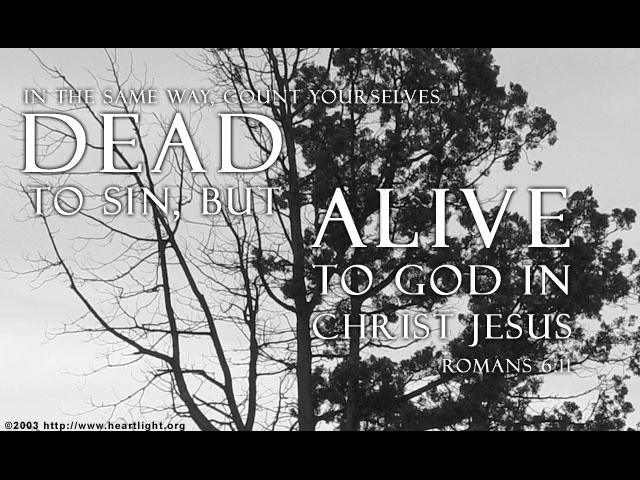 IN THE SAME WAY, COUNT YOURSELVES
DEAD
TO SIN, BUT
ALIVE
TO GOD IN
CHRIST JESUS
ROMANS 6:11
©2003 http://www.heartlight.org